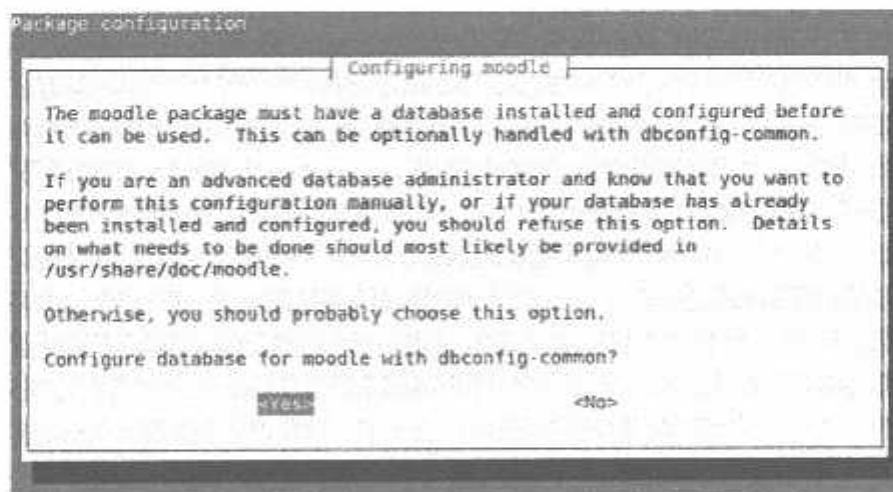 Package configuration
Configuring moodle
The moodle package must have a database installed and configured before
it can be used.  This can be optionally handled with dbconfig-common.
If you are an advanced database administrator and know that you want to
perform this configuration manually, or if your database has already
been installed and configured, you should refuse this option.  Details
on what needs to be done should most likely be provided in
/usr/share/doc/moodle.
Otherwise, you should probably choose this option.
Configure database for moodle with dbconfig-common?
<Yes> <No>